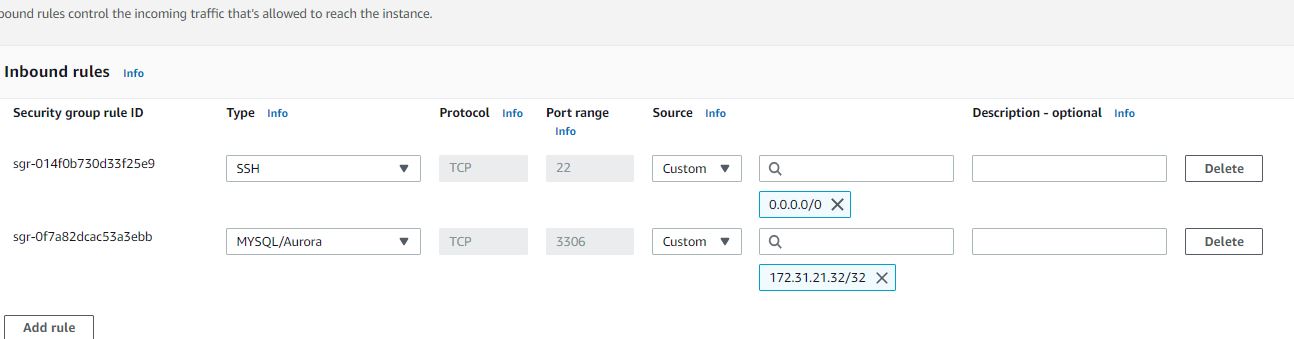 bound rules control the incoming traffic that's allowed to reach the instance.
Inbound rules Info
Security group rule ID Type Info Protocol Info Port range Info Source Info Description - optional Info
sgr-014f0b730d33f25e9 SSH TCP 22 Custom Delete
0.0.0.0/0
sgr-0f7a82dcac53a3ebb MYSQL/Aurora TCP 3306 Custom Delete
172.31.21.32/32
Add rule